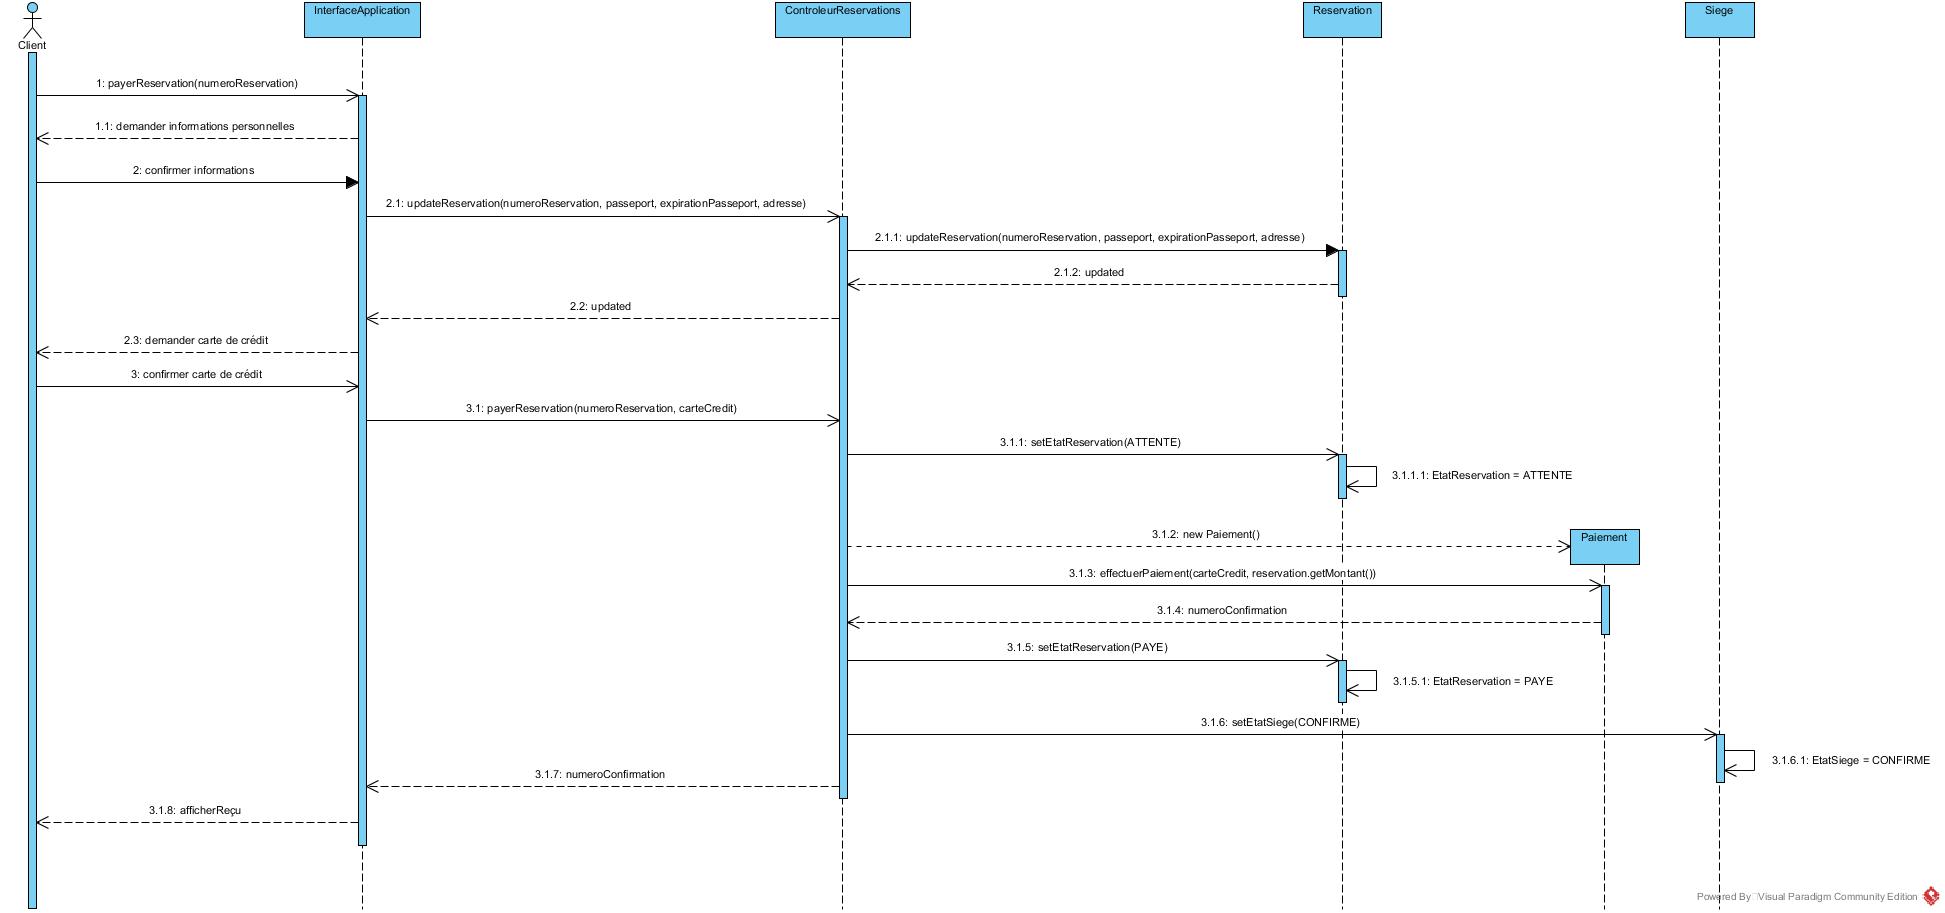 InterfaceApplication
ControleurReservations
Reservation
Siege
Client
1: payerReservation(numeroReservation)
1.1: demander informations personnelles
2: confirmer informations
2.1: updateReservation(numeroReservation, passeport, expirationPasseport, adresse)
2.1.1: updateReservation(numeroReservation, passeport, expirationPasseport, adresse)
2.1.2: updated
2.2: updated
2.3: demander carte de crédit
3: confirmer carte de crédit
3.1: payerReservation(numeroReservation, carteCredit)
3.1.1: setEtatReservation(ATTENTE)
3.1.1.1: EtatReservation = ATTENTE
3.1.2: new Paiement()
Paiement
3.1.3: effectuerPaiement(carteCredit, reservation.getMontant())
3.1.4: numeroConfirmation
3.1.5: setEtatReservation(PAYE)
3.1.5.1: EtatReservation = PAYE
3.1.6: setEtatSiege(CONFIRME)
3.1.6.1: EtatSiege = CONFIRME
3.1.7: numeroConfirmation
3.1.8: afficherReçu
Powered By Visual Paradigm Community Edition